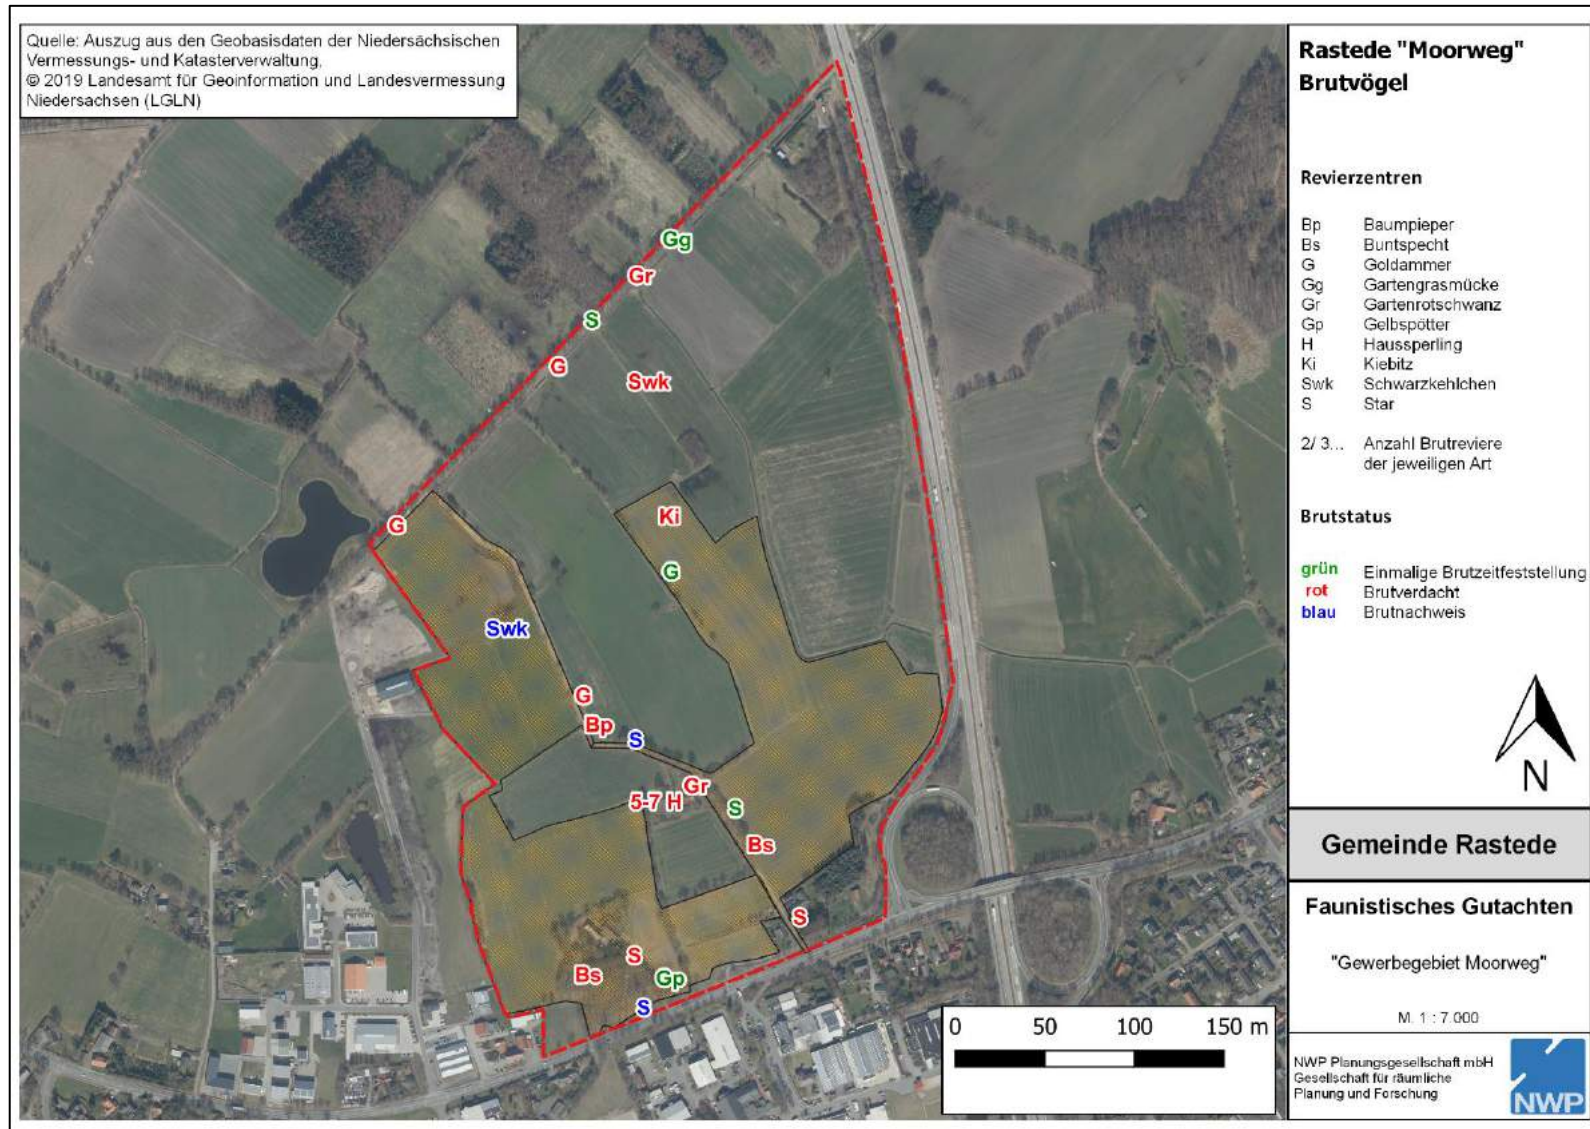 Quelle: Auszug aus den Geobasisdaten der Niedersächsischen
Vermessungs- und Katasterverwaltung,
© 2019 Landesamt für Geoinformation und Landesvermessung
Niedersachsen (LGLN)
Gg
Gr
S
G
Swk
G
Ki
G
Swk
G
Bp
S
Gr
5-7 H
S
Bs
S
S
Bs
Gp
S
0 50 100 150 m
Rastede "Moorweg"
Brutvögel
Revierzentren
Bp Baumpieper
Bs Buntspecht
G Goldammer
Gg Gartengrasmücke
Gr Gartenrotschwanz
Gp Gelbspötter
H Haussperling
Ki Kiebitz
Swk Schwarzkehlchen
S Star
2/ 3... Anzahl Brutreviere
der jeweiligen Art
Brutstatus
grün Einmalige Brutzeitfeststellung
rot Brutverdacht
blau Brutnachweis
N
Gemeinde Rastede
Faunistisches Gutachten
"Gewerbegebiet Moorweg"
M. 1 : 7.000
NWP Planungsgesellschaft mbH
Gesellschaft für räumliche
Planung und Forschung
NWP